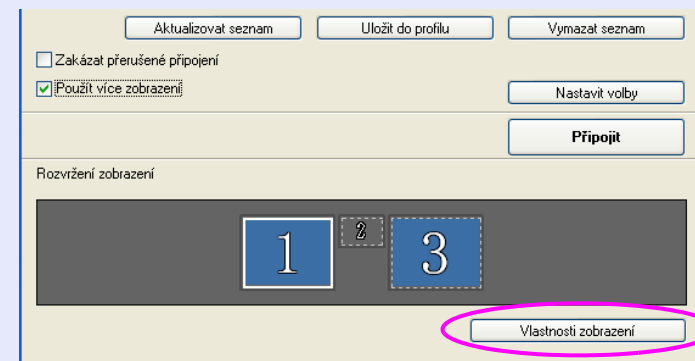 Aktualizovat seznam Uložit do profilu Vymazat seznam
Zakázat přerušené připojení
Použít více zobrazení
Nastavit volby
Připojit
Rozvržení zobrazení
1 2 3
Vlastnosti zobrazení